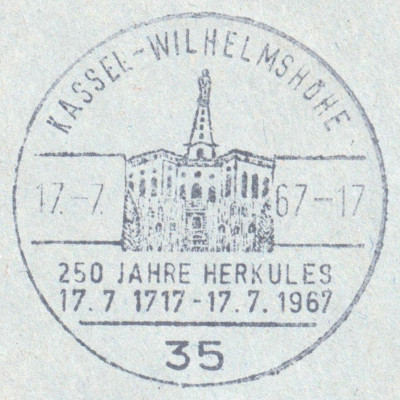 KASSEL-WILHELMSHÖHE
17.-7. 67-17
250 JAHRE HERKULES
17.7 1717-17.7.1967
35